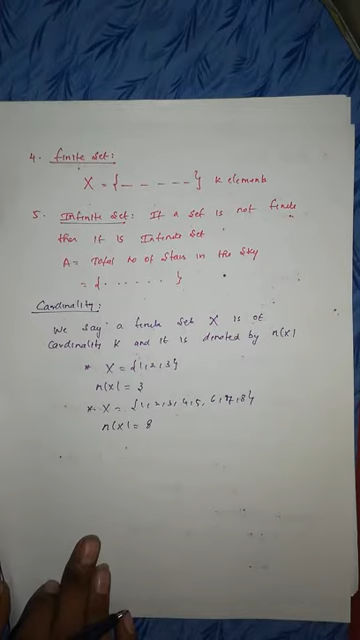 4. Finite set:
X = {_ _ _ _ _ _} k elements
5. Infinite set: If a set is not finite
then it is Infinite set
A = Total no of Stars in the sky
= {. . . . . . }
Cardinality:
We say a finite set X is of
Cardinality k and it is denoted by n(x)
* X = {1, 2, 3}
n(x) = 3
* X = {1, 2, 3, 4, 5, 6, 7, 8}
n(x) = 8